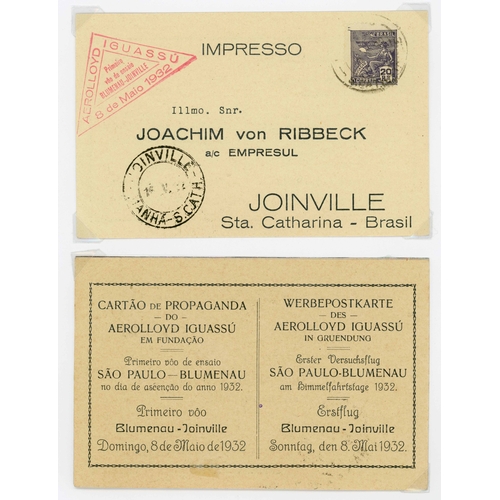 AEROLLOYD IGUASSÚ
Primeiro
vôo de ensaio
BLUMENAU-JOINVILLE
8 de Maio 1932
IMPRESSO
BRASIL
20
Illmo. Snr.
JOACHIM von RIBBECK
a/c EMPRESUL
JOINVILLE
Sta. Catharina - Brasil
JOINVILLE
S. CATH.
CARTÃO DE PROPAGANDA
DO
AEROLLOYD IGUASSÚ
EM FUNDAÇÃO
Primeiro vôo de ensaio
SÃO PAULO—BLUMENAU
no dia de ascênção do anno 1932.
Primeiro vôo
Blumenau-Joinville
Domingo, 8 de Maio de 1932
WERBEPOSTKARTE
DES
AEROLLOYD IGUASSÚ
IN GRUENDUNG
Erster Versuchsflug
SÃO PAULO-BLUMENAU
am Himmelfahrtstage 1932.
Erstflug
Blumenau-Joinville
Sonntag, den 8. Mai 1932.